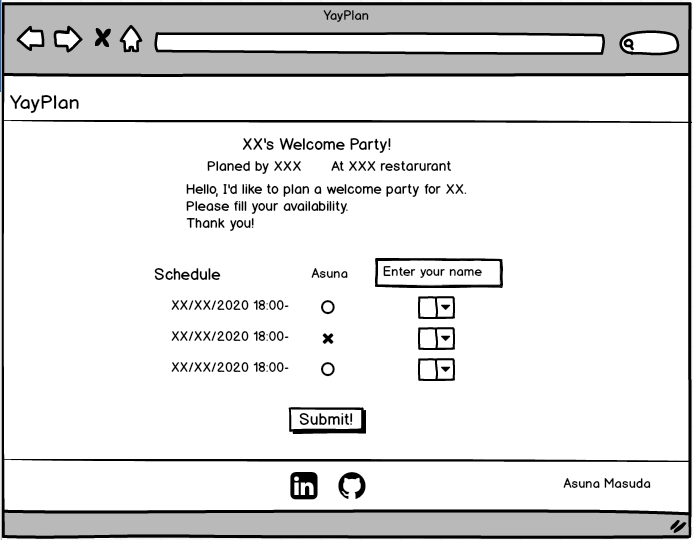 YayPlan
YayPlan
XX's Welcome Party!
Planed by XXX At XXX restarurant
Hello, I'd like to plan a welcome party for XX.
Please fill your availability.
Thank you!
Schedule Asuna Enter your name
XX/XX/2020 18:00-
XX/XX/2020 18:00-
XX/XX/2020 18:00-
Submit!
in Asuna Masuda